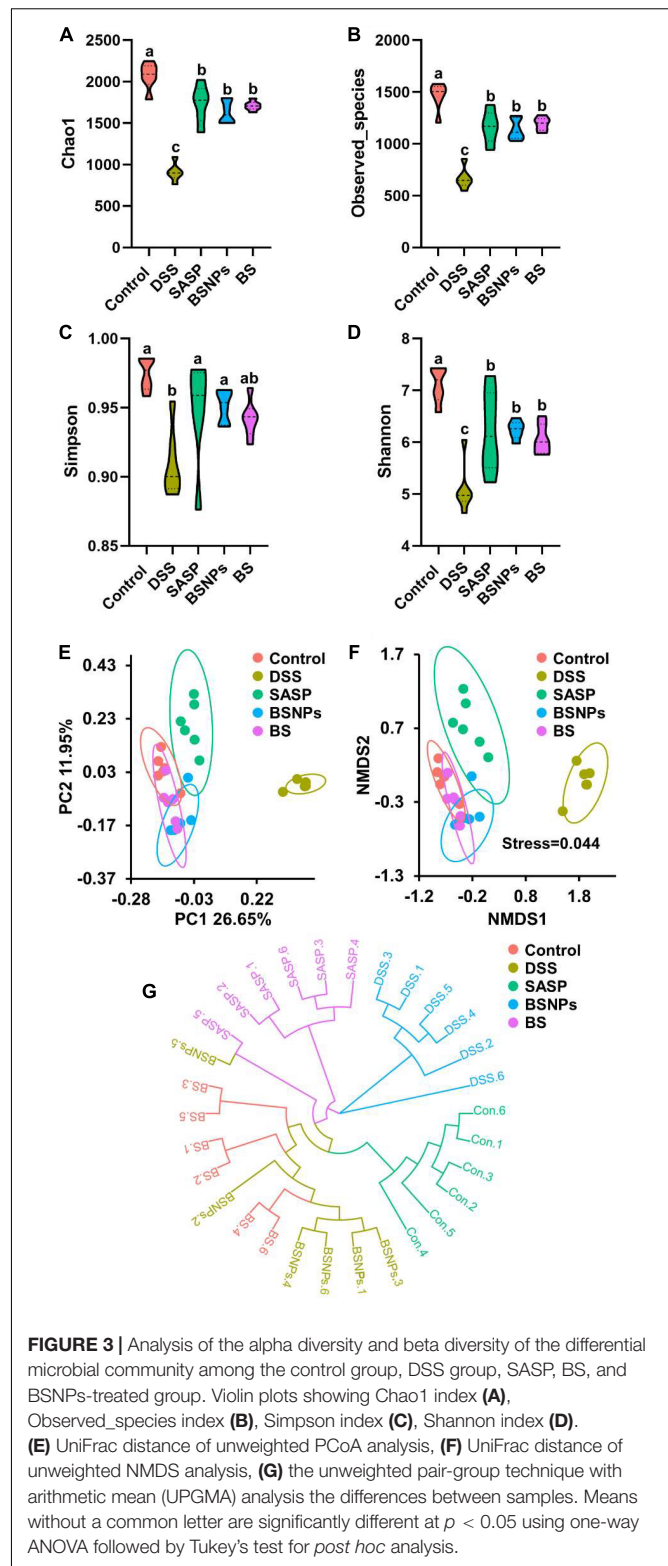 A
2500
2000
1500
1000
500
0
Chao1
a
c
b
b
b
Control
DSS
SASP
BSNPs
BS
B
2000
1500
1000
500
0
Observed_species
a
c
b
b
b
Control
DSS
SASP
BSNPs
BS
C
1.00
0.95
0.90
0.85
Simpson
a
b
a
a
ab
Control
DSS
SASP
BSNPs
BS
D
8
7
6
5
4
Shannon
a
c
b
b
b
Control
DSS
SASP
BSNPs
BS
E
0.43
0.23
0.03
-0.17
-0.37
PC2 11.95%
-0.28
-0.03
0.22
PC1 26.65%
Control
DSS
SASP
BSNPs
BS
F
1.7
0.7
-0.3
-1.3
NMDS2
Stress=0.044
-1.2
-0.2
0.8
1.8
NMDS1
Control
DSS
SASP
BSNPs
BS
G
Control
DSS
SASP
BSNPs
BS
SASP.5
SASP.2
SASP.1
SASP.6
SASP.3
SASP.4
DSS.3
DSS.1
DSS.5
DSS.4
DSS.2
DSS.6
Con.6
Con.1
Con.3
Con.2
Con.5
Con.4
BSNPs.3
BSNPs.1
BSNPs.6
BSNPs.4
BS.6
BS.4
BSNPs.2
BS.2
BS.1
BS.5
BS.3
BSNPs.5
FIGURE 3 | Analysis of the alpha diversity and beta diversity of the differential
microbial community among the control group, DSS group, SASP, BS, and
BSNPs-treated group. Violin plots showing Chao1 index (A),
Observed_species index (B), Simpson index (C), Shannon index (D).
(E) UniFrac distance of unweighted PCoA analysis, (F) UniFrac distance of
unweighted NMDS analysis, (G) the unweighted pair-group technique with
arithmetic mean (UPGMA) analysis the differences between samples. Means
without a common letter are significantly different at p < 0.05 using one-way
ANOVA followed by Tukey's test for post hoc analysis.